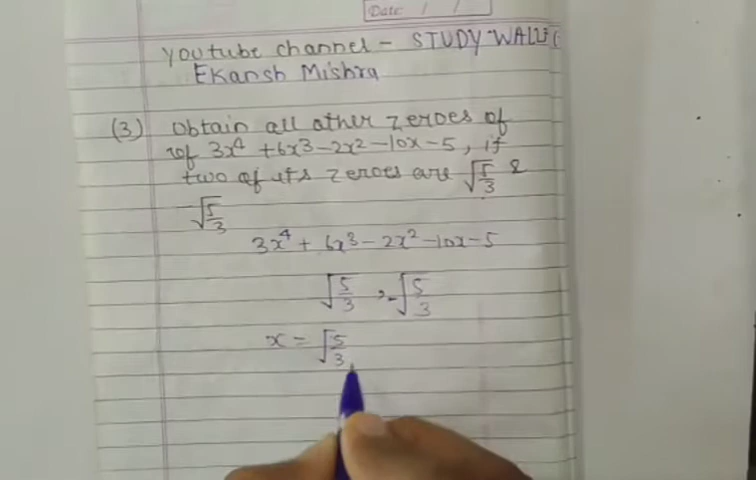 Date / /
youtube channel - STUDY WALL
Ekansh Mishra
(3) Obtain all other zeroes of
of 3x⁴ +6x³-2x²-10x-5, if
two of its zeroes are √5/3 &
√5/3
3x⁴ + 6x³ - 2x² -10x-5
√5/3 , -√5/3
x = √5/3